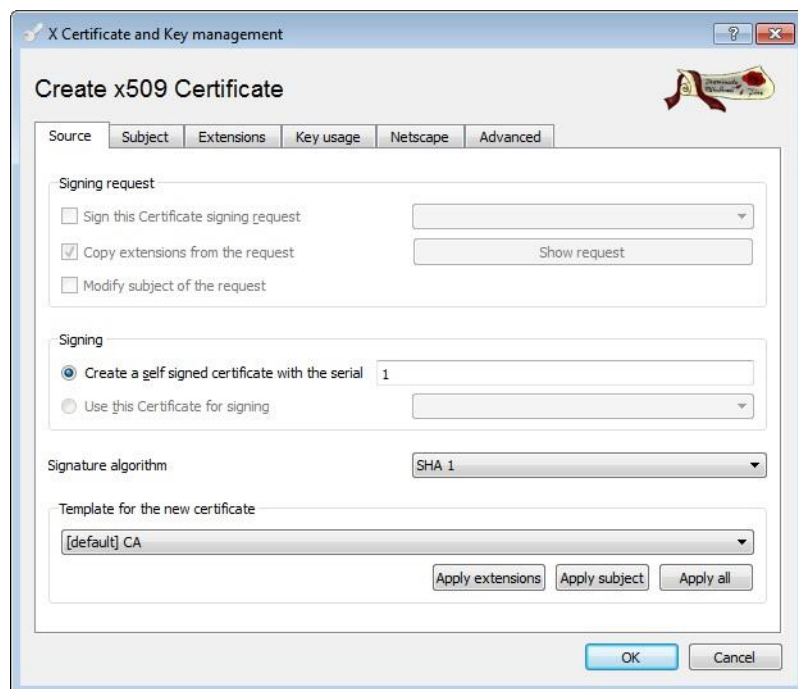 X Certificate and Key management
Create x509 Certificate
Source Subject Extensions Key usage Netscape Advanced
Signing request
Sign this Certificate signing request
Copy extensions from the request Show request
Modify subject of the request
Signing
Create a self signed certificate with the serial 1
Use this Certificate for signing
Signature algorithm SHA 1
Template for the new certificate
[default] CA
Apply extensions Apply subject Apply all
OK Cancel